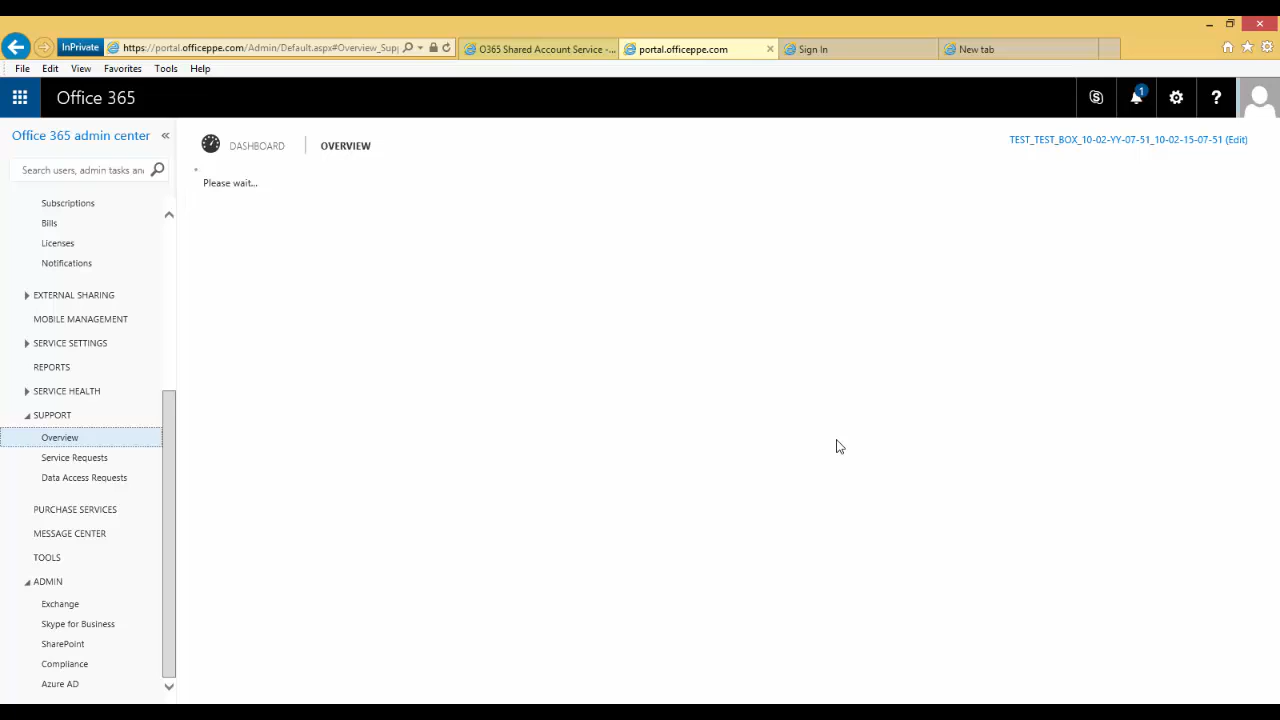 InPrivate
https://portal.officeppe.com/Admin/Default.aspx#Overview_Sup
O365 Shared Account Service -...
portal.officeppe.com
Sign In
New tab
File Edit View Favorites Tools Help
Office 365
1
?
Office 365 admin center «
DASHBOARD OVERVIEW
TEST_TEST_BOX_10-02-YY-07-51_10-02-15-07-51 (Edit)
Search users, admin tasks an
Please wait...
Subscriptions
Bills
Licenses
Notifications
EXTERNAL SHARING
MOBILE MANAGEMENT
SERVICE SETTINGS
REPORTS
SERVICE HEALTH
SUPPORT
Overview
Service Requests
Data Access Requests
PURCHASE SERVICES
MESSAGE CENTER
TOOLS
ADMIN
Exchange
Skype for Business
SharePoint
Compliance
Azure AD